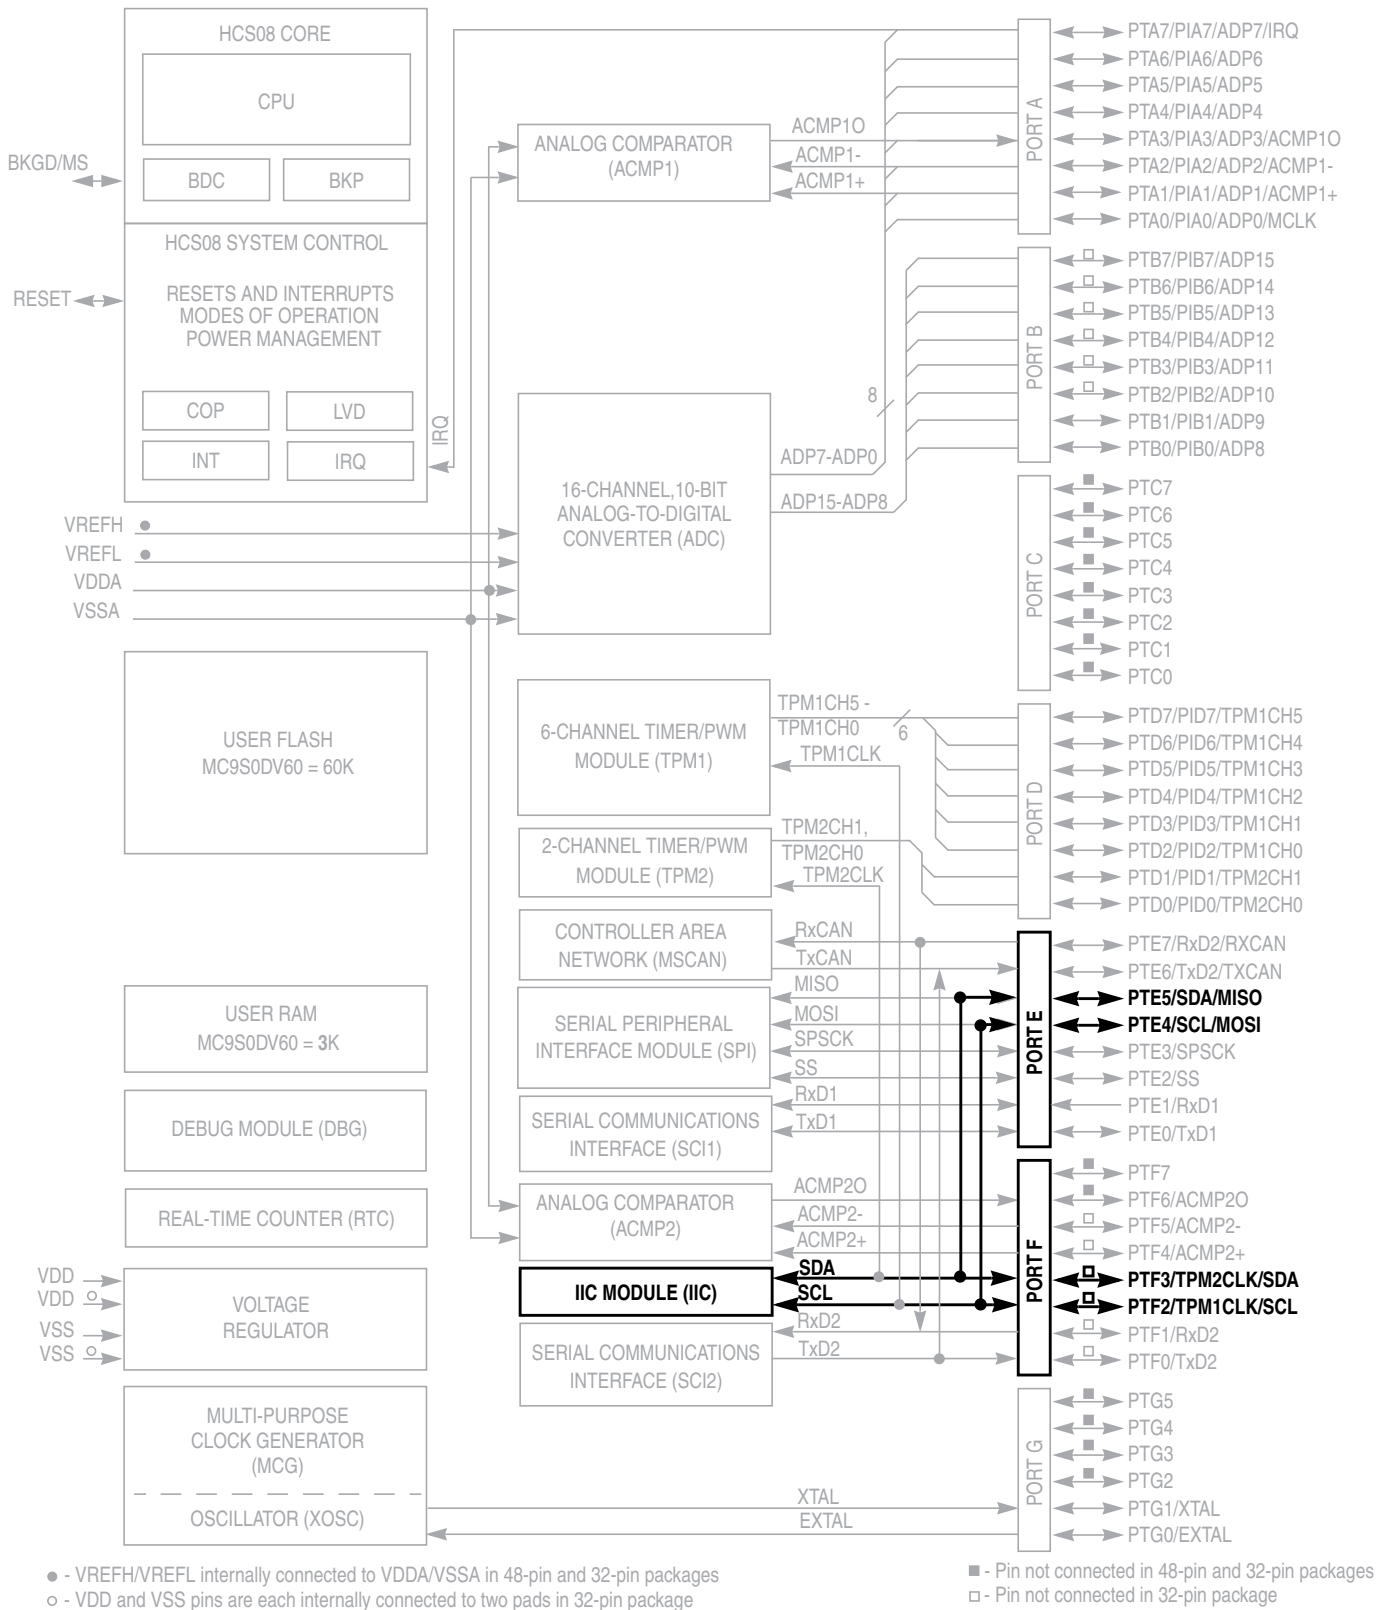 HCS08 CORE
CPU
BKGD/MS
BDC
BKP
HCS08 SYSTEM CONTROL
RESET
RESETS AND INTERRUPTS
MODES OF OPERATION
POWER MANAGEMENT
COP
LVD
INT
IRQ
IRQ
VREFH
VREFL
VDDA
VSSA
USER FLASH
MC9S0DV60 = 60K
USER RAM
MC9S0DV60 = 3K
DEBUG MODULE (DBG)
REAL-TIME COUNTER (RTC)
VDD
VDD
VSS
VSS
VOLTAGE
REGULATOR
MULTI-PURPOSE
CLOCK GENERATOR
(MCG)
OSCILLATOR (XOSC)
ANALOG COMPARATOR
(ACMP1)
ACMP1O
ACMP1-
ACMP1+
16-CHANNEL,10-BIT
ANALOG-TO-DIGITAL
CONVERTER (ADC)
8
ADP7-ADP0
ADP15-ADP8
6-CHANNEL TIMER/PWM
MODULE (TPM1)
TPM1CH5 -
TPM1CH0
6
TPM1CLK
2-CHANNEL TIMER/PWM
MODULE (TPM2)
TPM2CH1,
TPM2CH0
TPM2CLK
CONTROLLER AREA
NETWORK (MSCAN)
RxCAN
TxCAN
SERIAL PERIPHERAL
INTERFACE MODULE (SPI)
MISO
MOSI
SPSCK
SS
SERIAL COMMUNICATIONS
INTERFACE (SCI1)
RxD1
TxD1
ANALOG COMPARATOR
(ACMP2)
ACMP2O
ACMP2-
ACMP2+
IIC MODULE (IIC)
SDA
SCL
SERIAL COMMUNICATIONS
INTERFACE (SCI2)
RxD2
TxD2
XTAL
EXTAL
PORT A
PTA7/PIA7/ADP7/IRQ
PTA6/PIA6/ADP6
PTA5/PIA5/ADP5
PTA4/PIA4/ADP4
PTA3/PIA3/ADP3/ACMP1O
PTA2/PIA2/ADP2/ACMP1-
PTA1/PIA1/ADP1/ACMP1+
PTA0/PIA0/ADP0/MCLK
PORT B
PTB7/PIB7/ADP15
PTB6/PIB6/ADP14
PTB5/PIB5/ADP13
PTB4/PIB4/ADP12
PTB3/PIB3/ADP11
PTB2/PIB2/ADP10
PTB1/PIB1/ADP9
PTB0/PIB0/ADP8
PORT C
PTC7
PTC6
PTC5
PTC4
PTC3
PTC2
PTC1
PTC0
PORT D
PTD7/PID7/TPM1CH5
PTD6/PID6/TPM1CH4
PTD5/PID5/TPM1CH3
PTD4/PID4/TPM1CH2
PTD3/PID3/TPM1CH1
PTD2/PID2/TPM1CH0
PTD1/PID1/TPM2CH1
PTD0/PID0/TPM2CH0
PORT E
PTE7/RxD2/RXCAN
PTE6/TxD2/TXCAN
PTE5/SDA/MISO
PTE4/SCL/MOSI
PTE3/SPSCK
PTE2/SS
PTE1/RxD1
PTE0/TxD1
PORT F
PTF7
PTF6/ACMP2O
PTF5/ACMP2-
PTF4/ACMP2+
PTF3/TPM2CLK/SDA
PTF2/TPM1CLK/SCL
PTF1/RxD2
PTF0/TxD2
PORT G
PTG5
PTG4
PTG3
PTG2
PTG1/XTAL
PTG0/EXTAL
● - VREFH/VREFL internally connected to VDDA/VSSA in 48-pin and 32-pin packages
○ - VDD and VSS pins are each internally connected to two pads in 32-pin package
■ - Pin not connected in 48-pin and 32-pin packages
□ - Pin not connected in 32-pin package